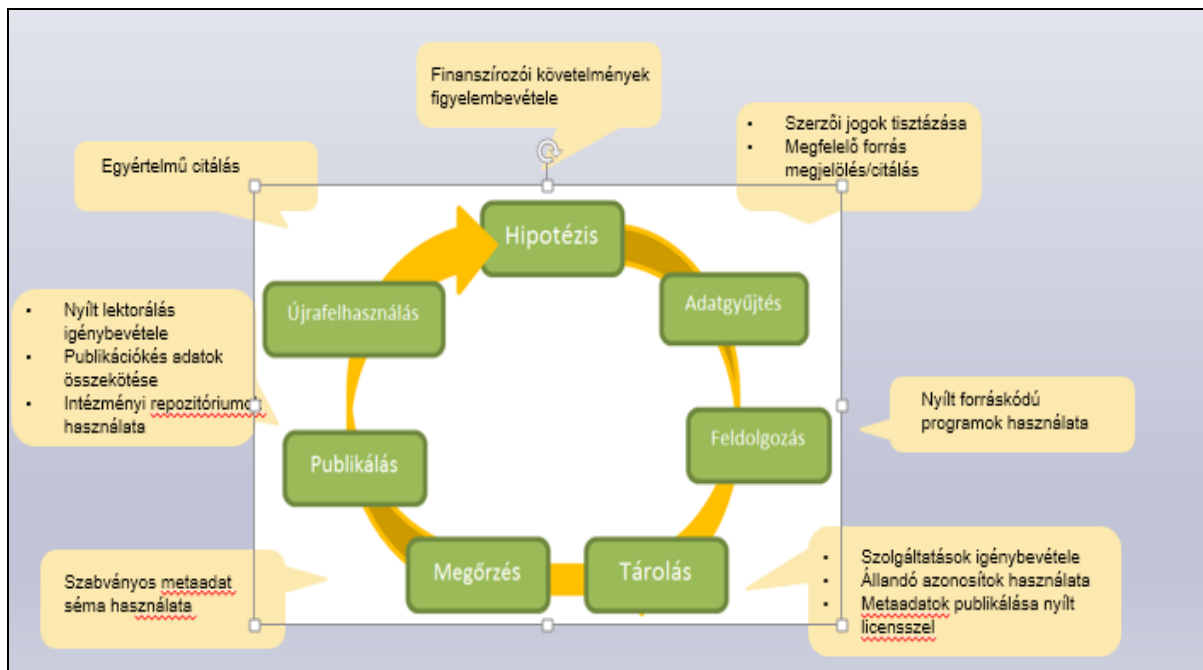 Finanszírozói követelmények
figyelembevétele
▪ Szerzői jogok tisztázása
▪ Megfelelő forrás
megjelölés/citálás
Egyértelmű citálás
Hipotézis
Újrafelhasználás
Adatgyűjtés
▪ Nyílt lektorálás
igénybevétele
▪ Publikációkés adatok
összekötése
▪ Intézményi repozitóriumok
használata
Nyílt forráskódú
programok használata
Feldolgozás
Publikálás
Megőrzés
Tárolás
Szabványos metaadat
séma használata
▪ Szolgáltatások igénybevétele
▪ Állandó azonosítok használata
▪ Metaadatok publikálása nyílt
licensszel